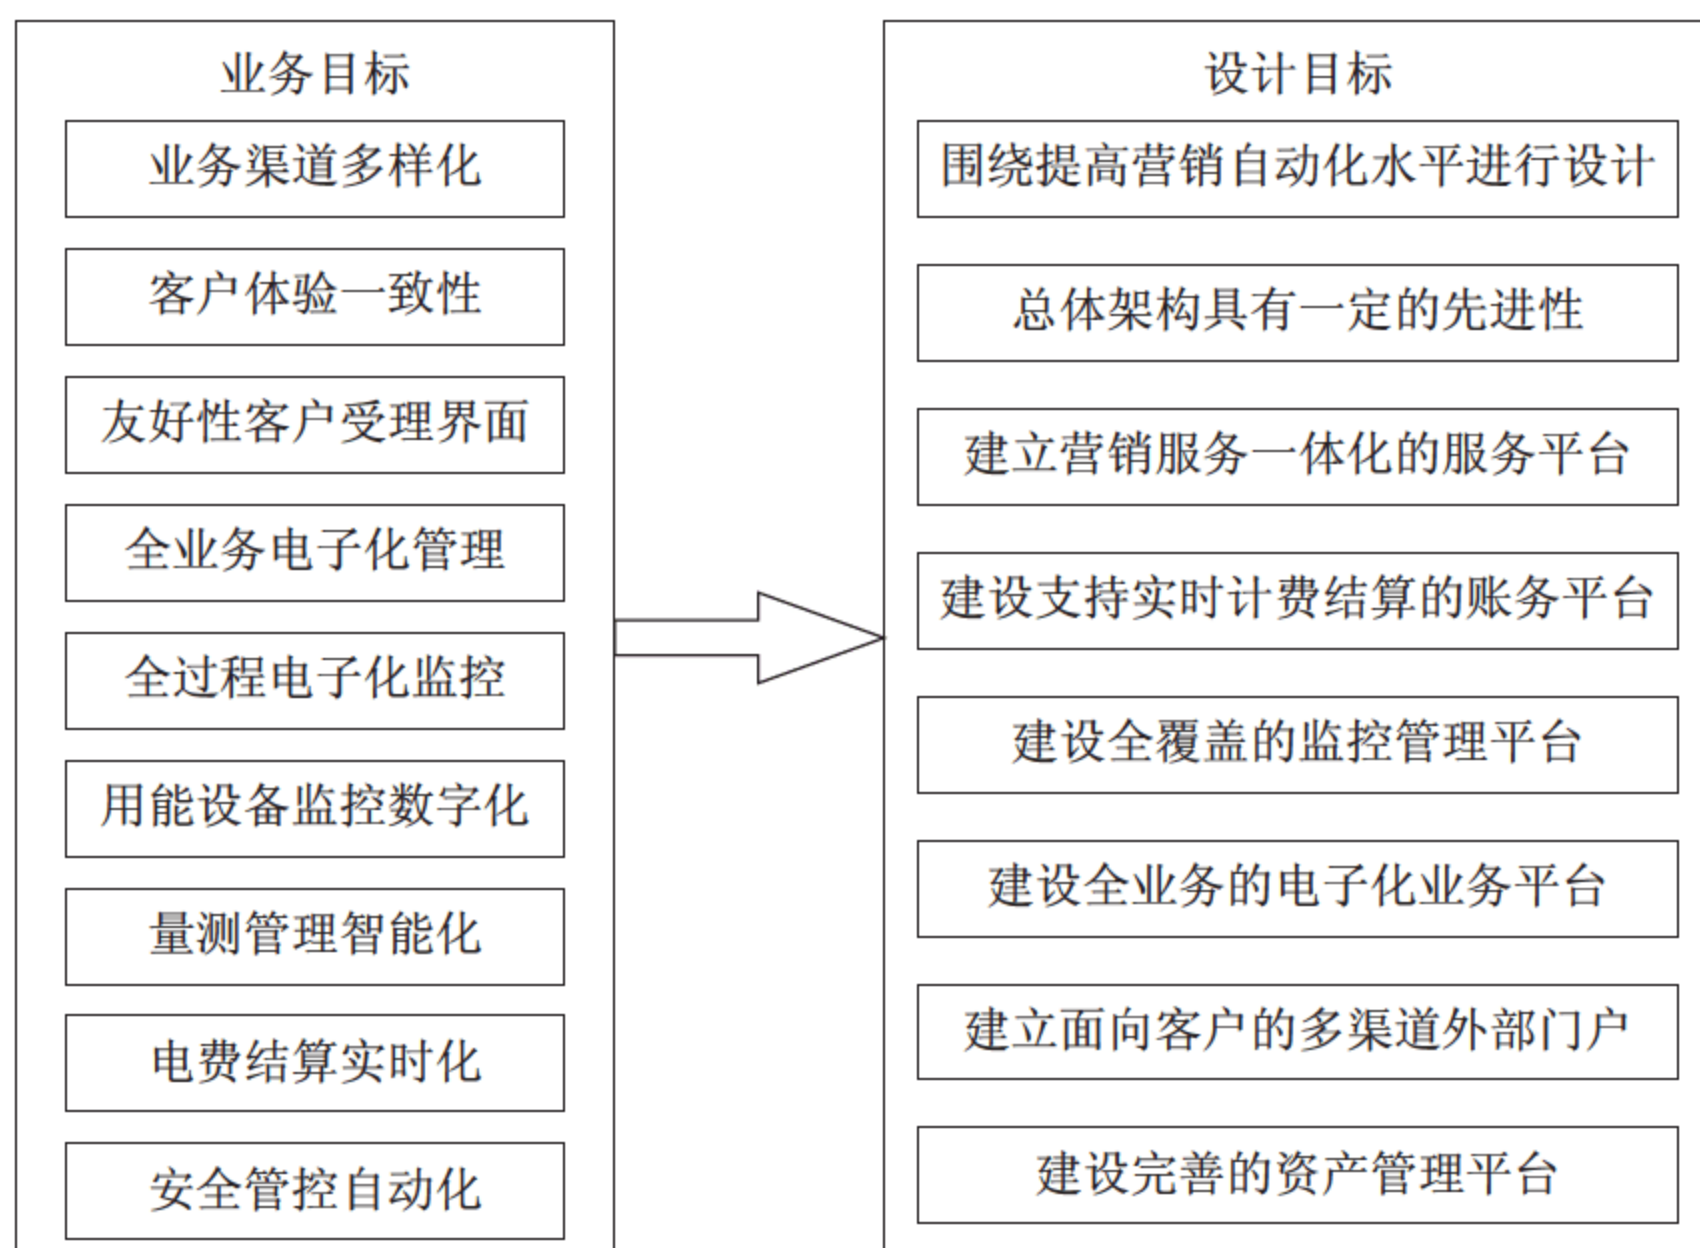 业务目标
业务渠道多样化
客户体验一致性
友好性客户受理界面
全业务电子化管理
全过程电子化监控
用能设备监控数字化
量测管理智能化
电费结算实时化
安全管控自动化
设计目标
围绕提高营销自动化水平进行设计
总体架构具有一定的先进性
建立营销服务一体化的服务平台
建设支持实时计费结算的账务平台
建设全覆盖的监控管理平台
建设全业务的电子化业务平台
建立面向客户的多渠道外部门户
建设完善的资产管理平台